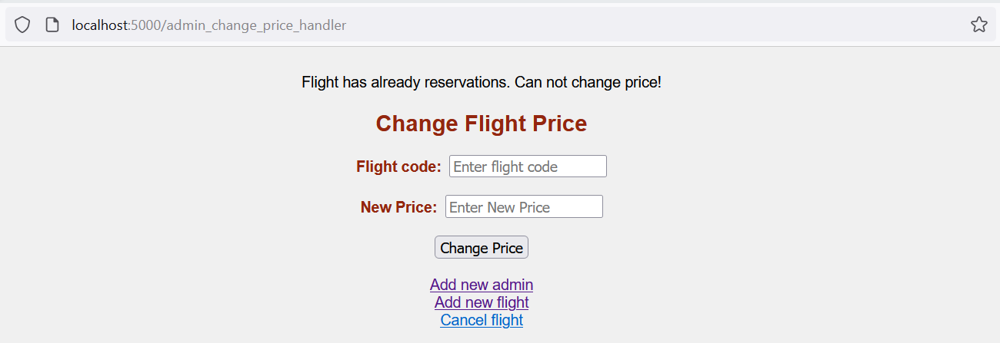 localhost:5000/admin_change_price_handler
Flight has already reservations. Can not change price!
Change Flight Price
Flight code: Enter flight code
New Price: Enter New Price
Change Price
Add new admin
Add new flight
Cancel flight